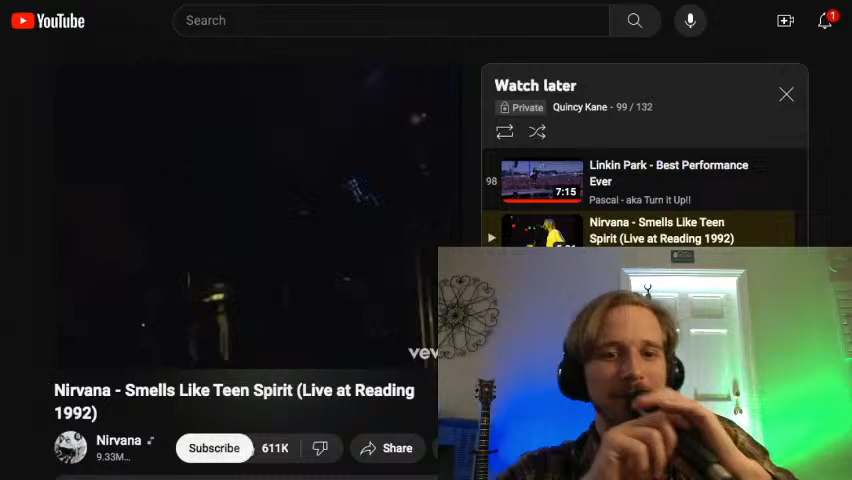 YouTube
Search
1
Watch later
Private Quincy Kane - 99 / 132
98
7:15
Linkin Park - Best Performance
Ever
Pascal - aka Turn it Up!!
Nirvana - Smells Like Teen
Spirit (Live at Reading 1992)
vev
Nirvana - Smells Like Teen Spirit (Live at Reading
1992)
Nirvana
9.33M...
Subscribe
611K
Share